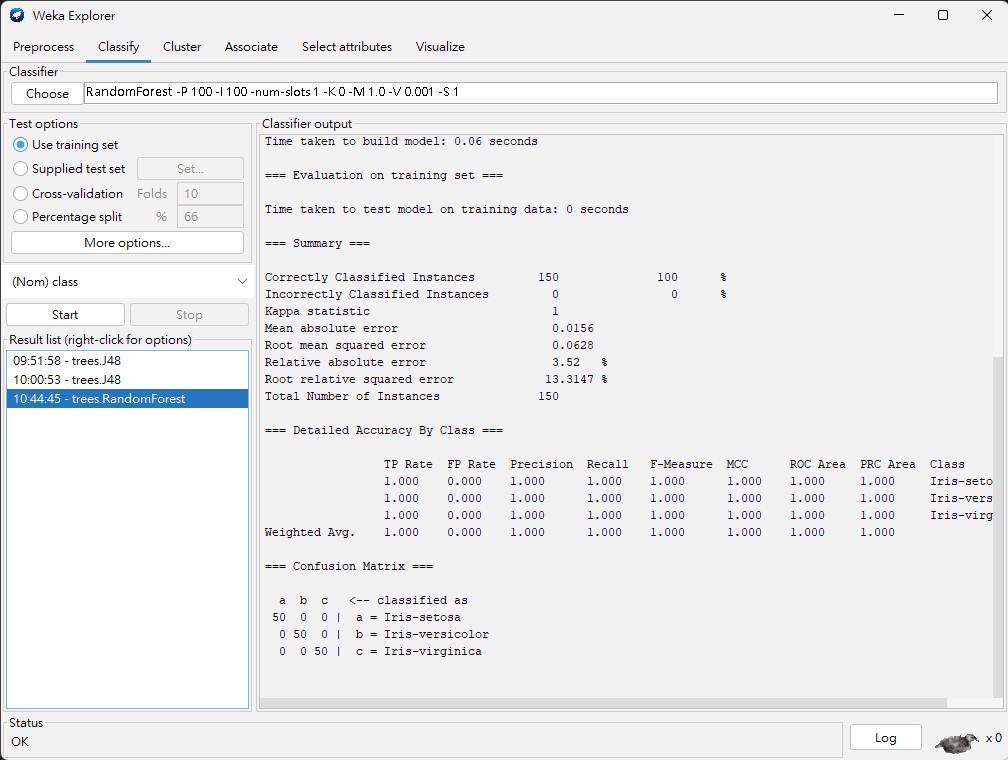 Weka Explorer
Preprocess Classify Cluster Associate Select attributes Visualize
Classifier
Choose RandomForest -P 100 -I 100 -num-slots 1 -K 0 -M 1.0 -V 0.001 -S 1
Test options
Use training set
Supplied test set Set...
Cross-validation Folds 10
Percentage split % 66
More options...
(Nom) class
Start Stop
Result list (right-click for options)
09:51:58 - trees.J48
10:00:53 - trees.J48
10:44:45 - trees.RandomForest
Classifier output
Time taken to build model: 0.06 seconds
=== Evaluation on training set ===
Time taken to test model on training data: 0 seconds
=== Summary ===
Correctly Classified Instances 150 100 %
Incorrectly Classified Instances 0 0 %
Kappa statistic 1
Mean absolute error 0.0156
Root mean squared error 0.0628
Relative absolute error 3.52 %
Root relative squared error 13.3147 %
Total Number of Instances 150
=== Detailed Accuracy By Class ===
TP Rate FP Rate Precision Recall F-Measure MCC ROC Area PRC Area Class
1.000 0.000 1.000 1.000 1.000 1.000 1.000 1.000 Iris-seto
1.000 0.000 1.000 1.000 1.000 1.000 1.000 1.000 Iris-vers
1.000 0.000 1.000 1.000 1.000 1.000 1.000 1.000 Iris-virg
Weighted Avg. 1.000 0.000 1.000 1.000 1.000 1.000 1.000 1.000
=== Confusion Matrix ===
a b c <-- classified as
50 0 0 | a = Iris-setosa
0 50 0 | b = Iris-versicolor
0 0 50 | c = Iris-virginica
Status
OK
Log x 0